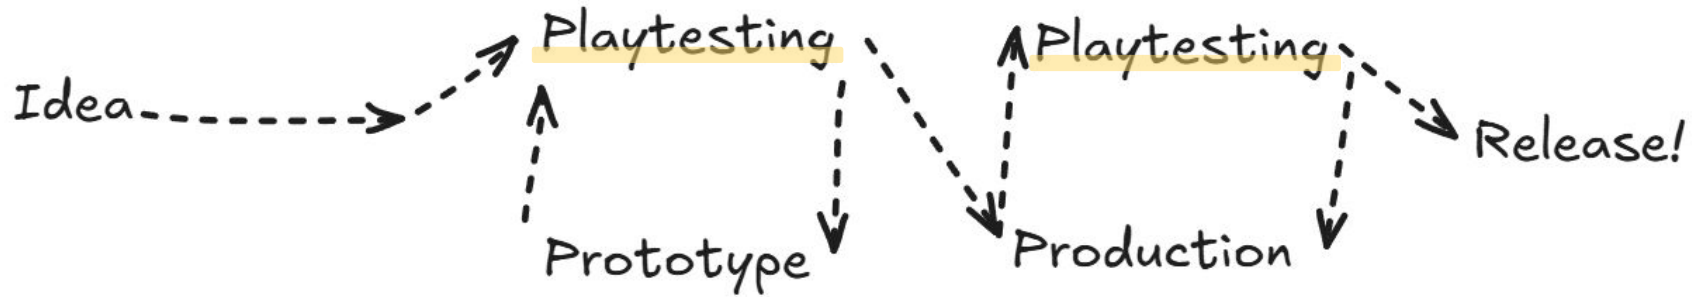 Idea
Playtesting
Prototype
Playtesting
Production
Release!